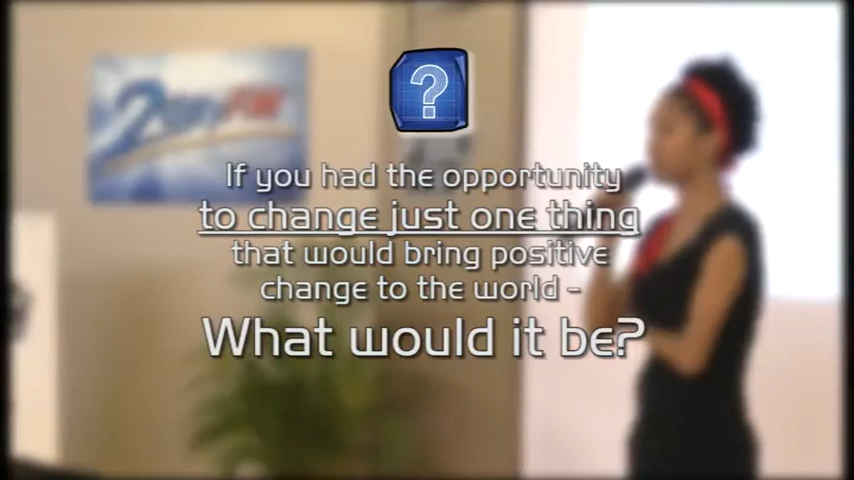 ?
If you had the opportunity
to change just one thing
that would bring positive
change to the world -
What would it be?